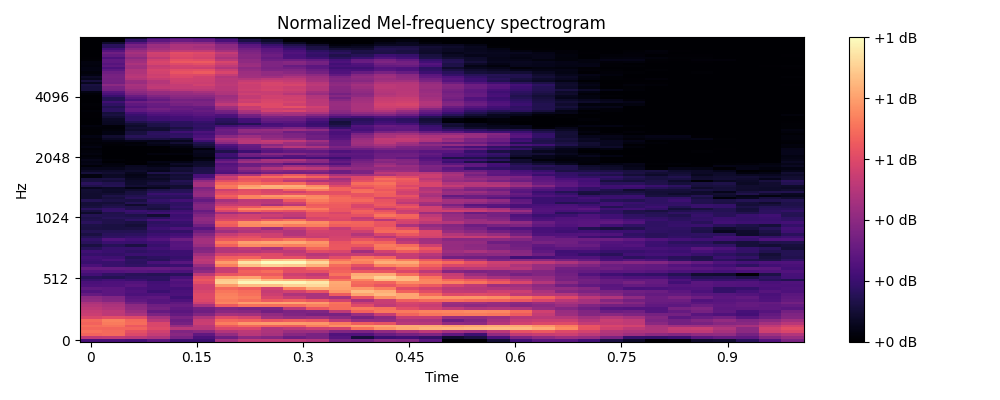 Normalized Mel-frequency spectrogram
Hz
4096
2048
1024
512
0
0
0.15
0.3
0.45
0.6
0.75
0.9
Time
+1 dB
+1 dB
+1 dB
+0 dB
+0 dB
+0 dB